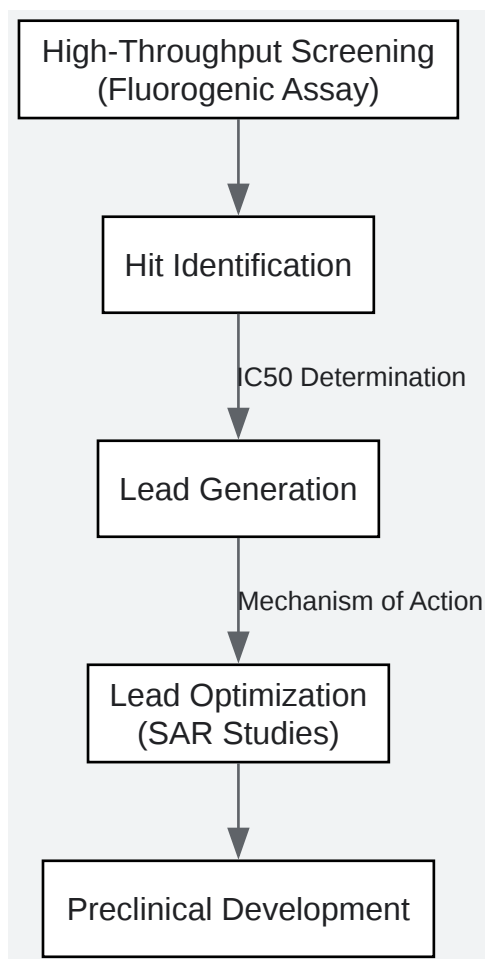 High-Throughput Screening
(Fluorogenic Assay)
Hit Identification
IC50 Determination
Lead Generation
Mechanism of Action
Lead Optimization
(SAR Studies)
Preclinical Development